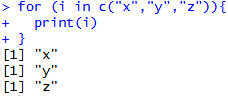 > for (i in c("x","y","z")){
+   print(i)
+ }
[1] "x"
[1] "y"
[1] "z"